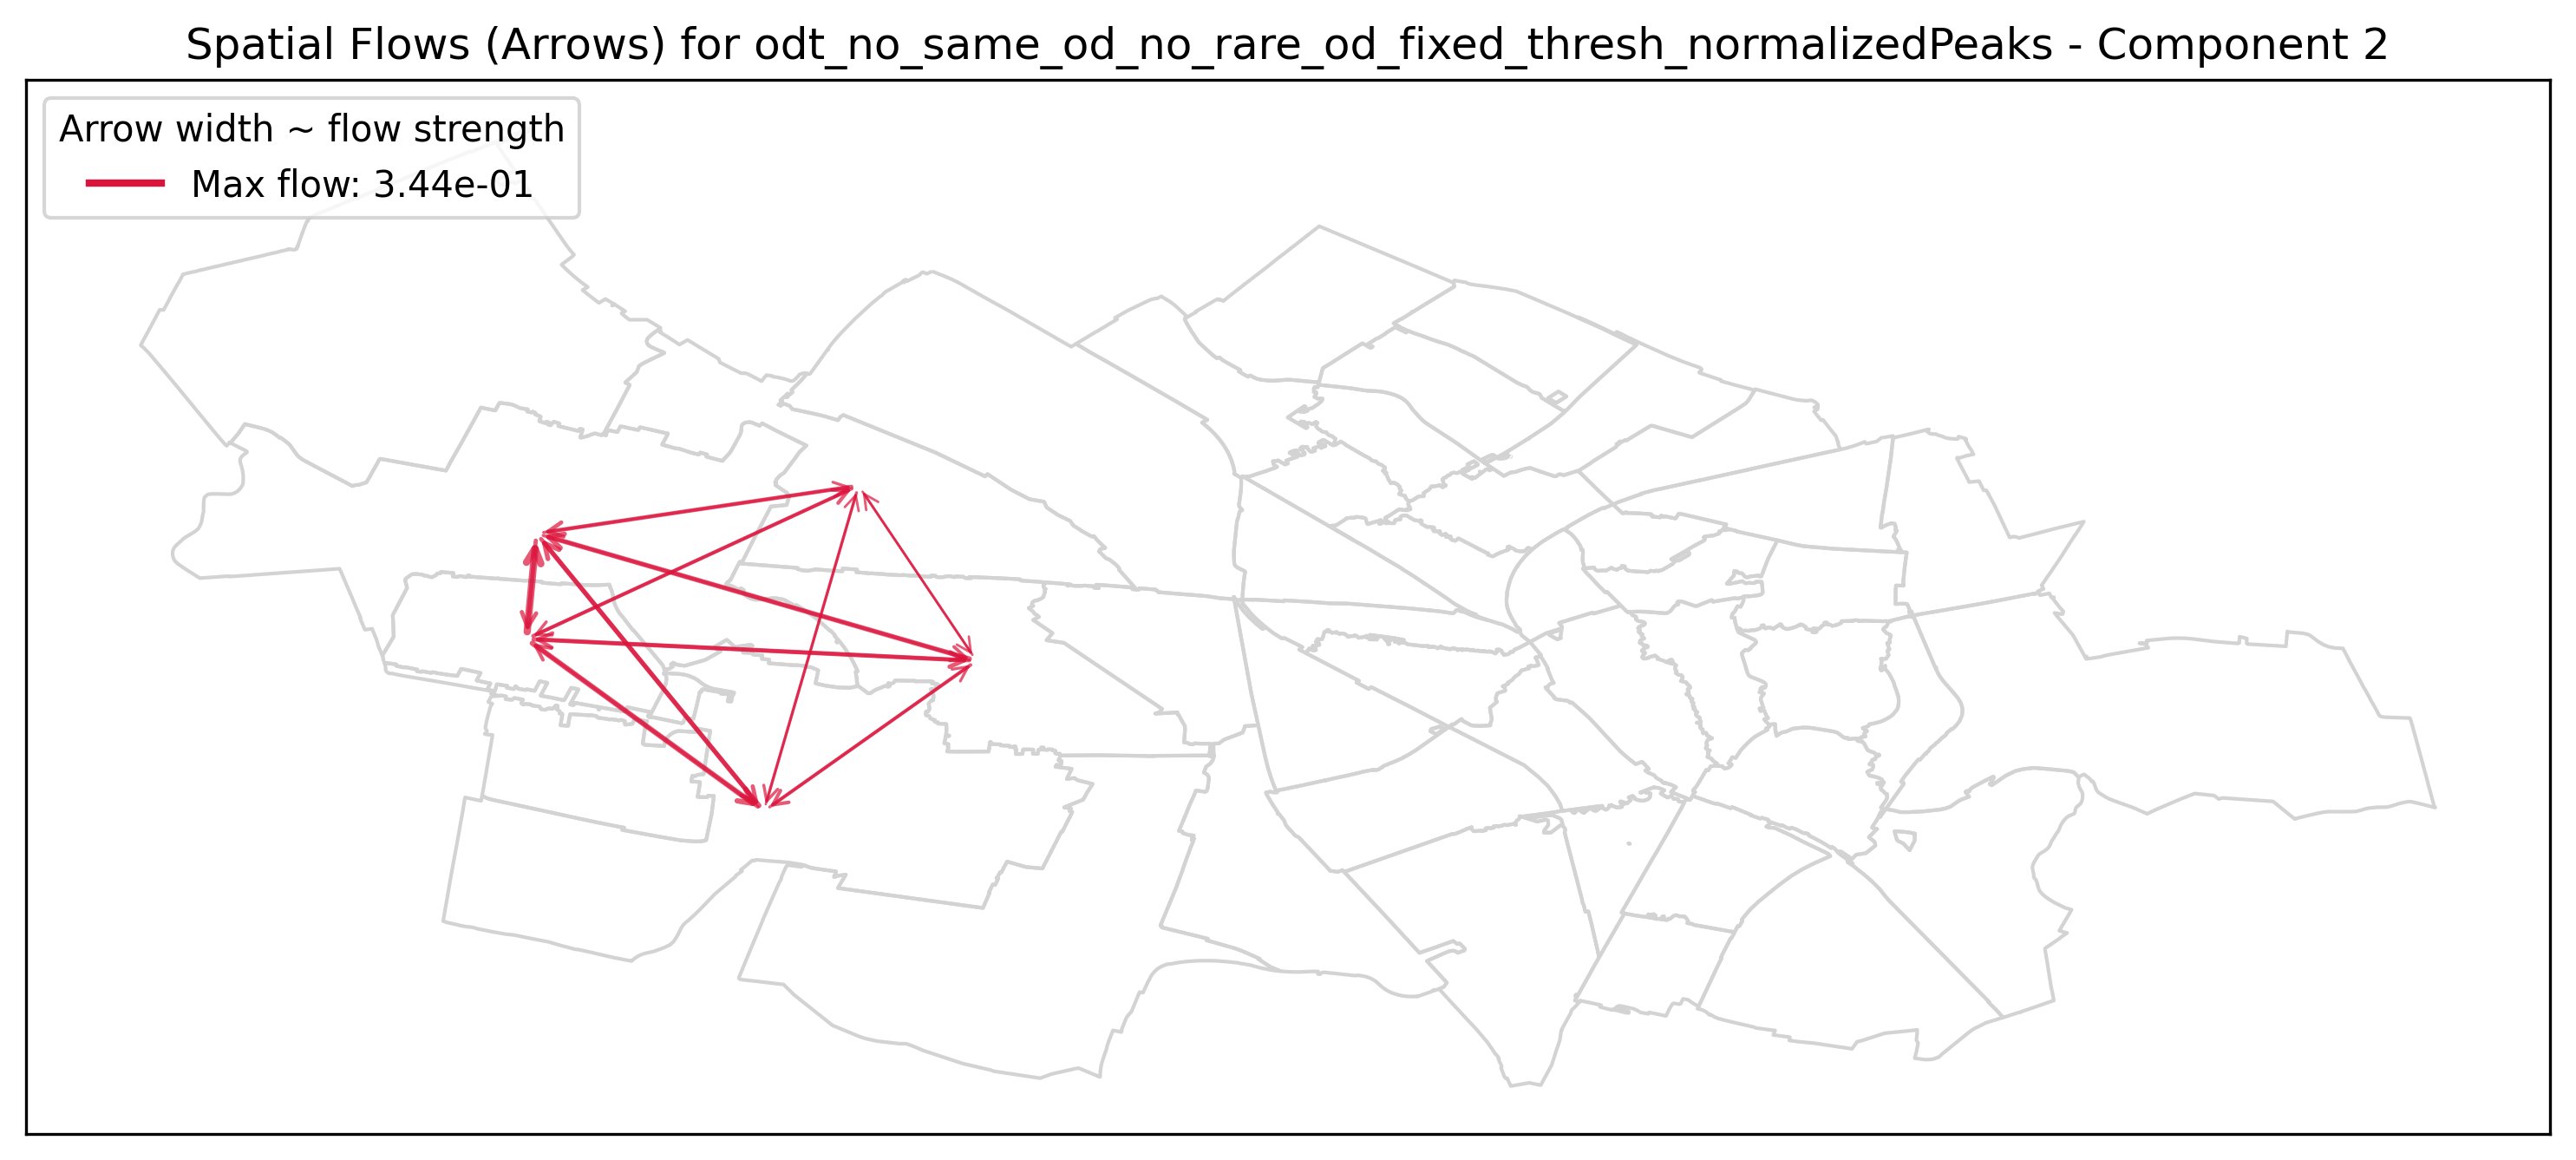 Spatial Flows (Arrows) for odt_no_same_od_no_rare_od_fixed_thresh_normalizedPeaks - Component 2
Arrow width ~ flow strength
Max flow: 3.44e-01